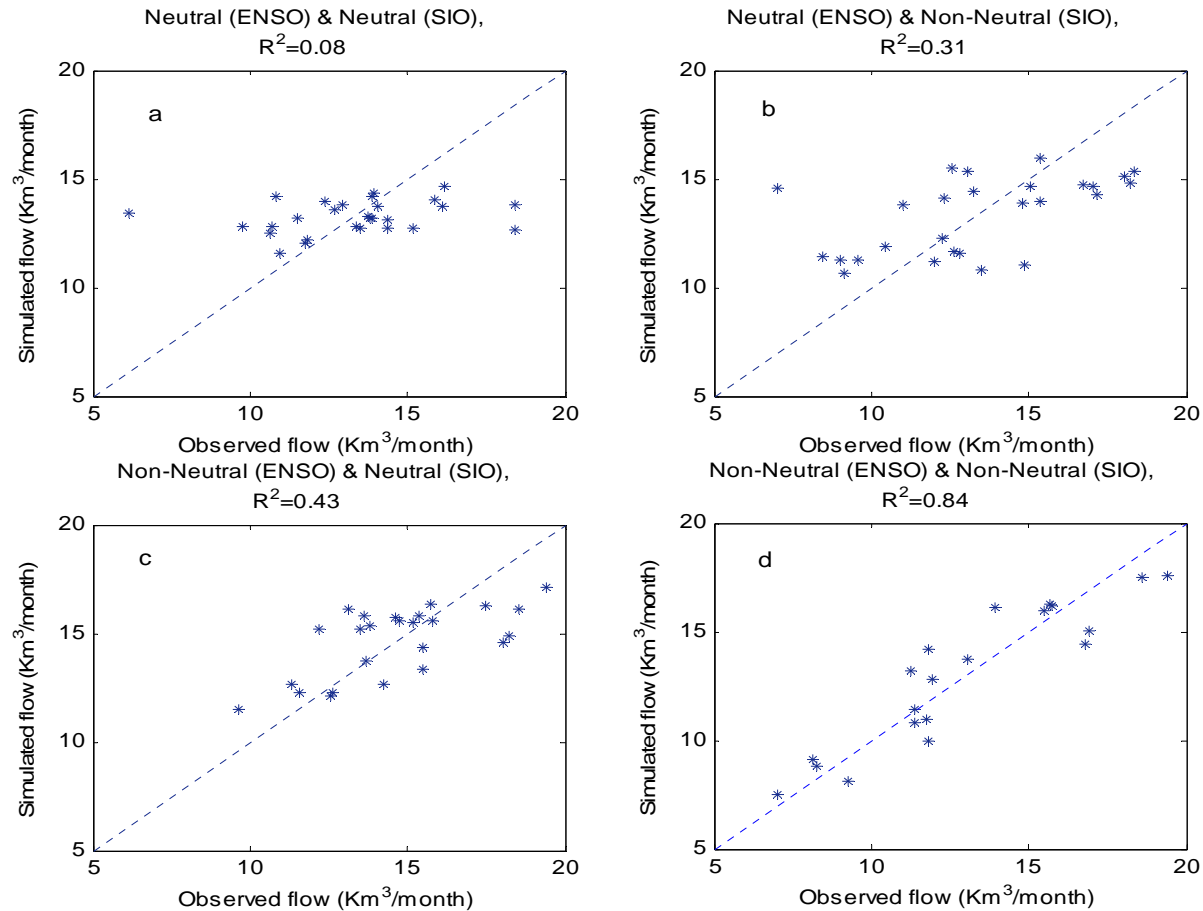 Neutral (ENSO) & Neutral (SIO),
R²=0.08
20
15
10
5
5
10
15
20
a
Simulated flow (Km³/month)
Observed flow (Km³/month)
Neutral (ENSO) & Non-Neutral (SIO),
R²=0.31
20
15
10
5
5
10
15
20
b
Simulated flow (Km³/month)
Observed flow (Km³/month)
Non-Neutral (ENSO) & Neutral (SIO),
R²=0.43
20
15
10
5
5
10
15
20
c
Simulated flow (Km³/month)
Observed flow (Km³/month)
Non-Neutral (ENSO) & Non-Neutral (SIO),
R²=0.84
20
15
10
5
5
10
15
20
d
Simulated flow (Km³/month)
Observed flow (Km³/month)